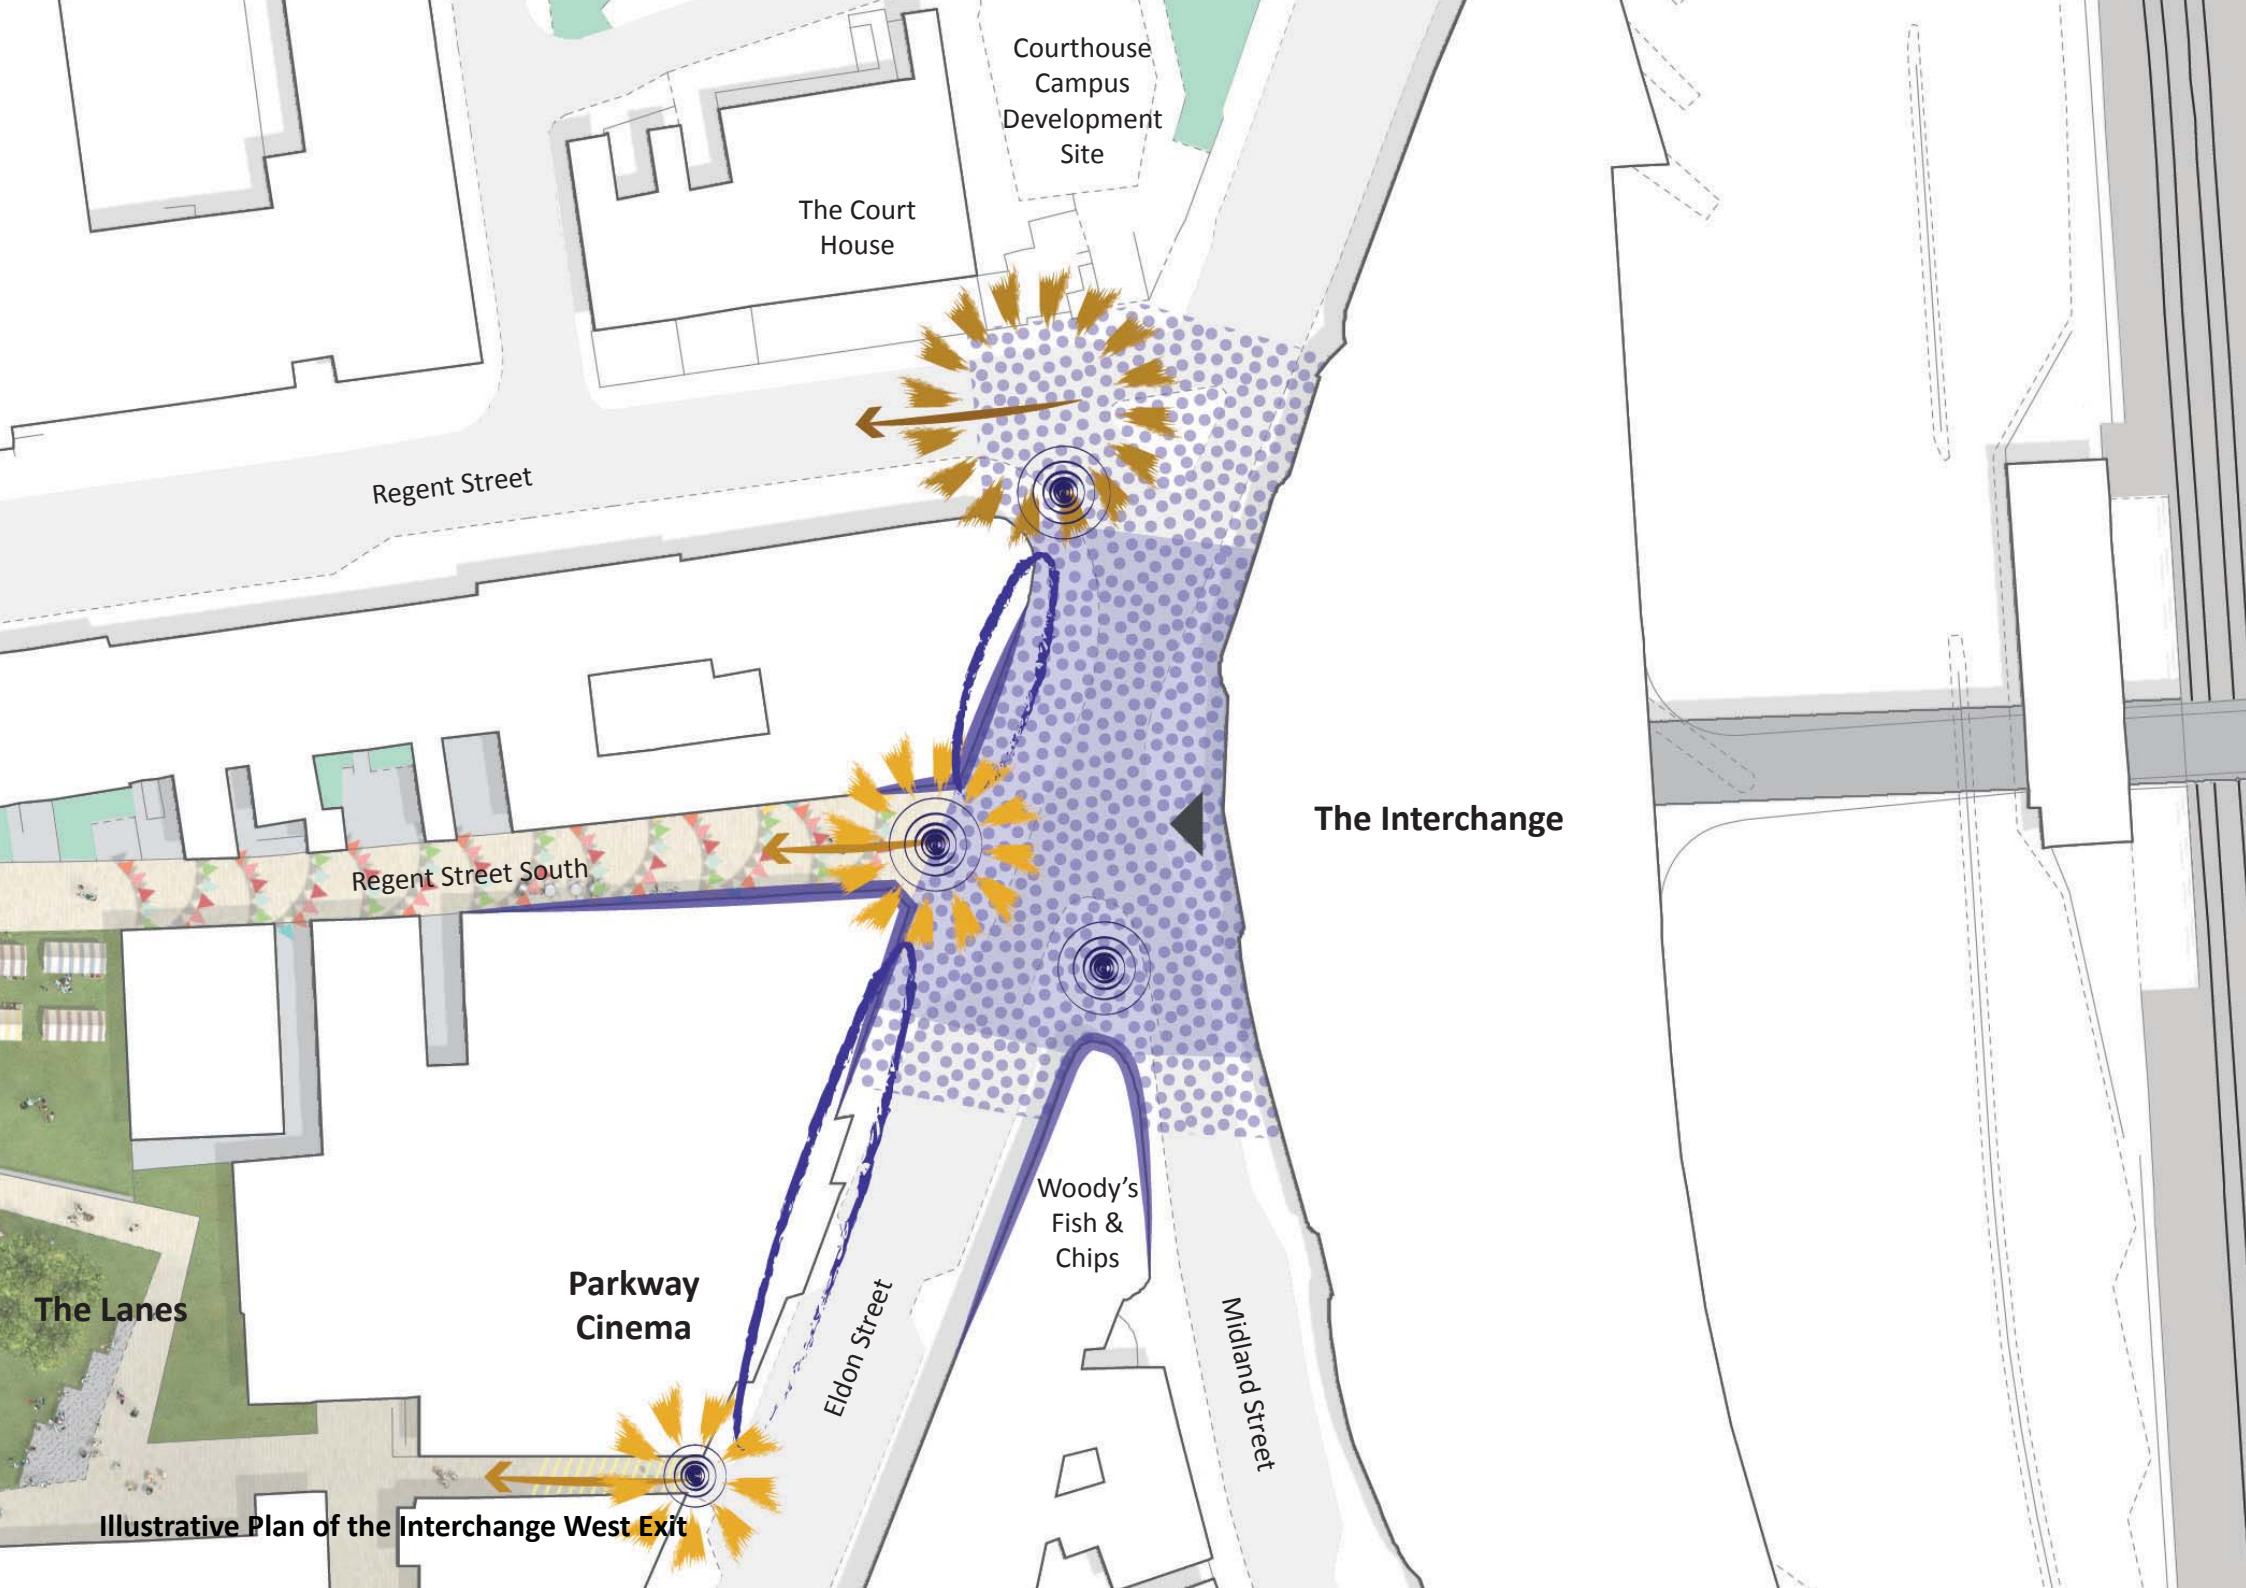 Courthouse
Campus
Development
Site
The Court
House
Regent Street
The Interchange
Regent Street South
Woody's
Fish &
Chips
Parkway
Cinema
The Lanes
Eldon Street
Midland Street
Illustrative Plan of the Interchange West Exit